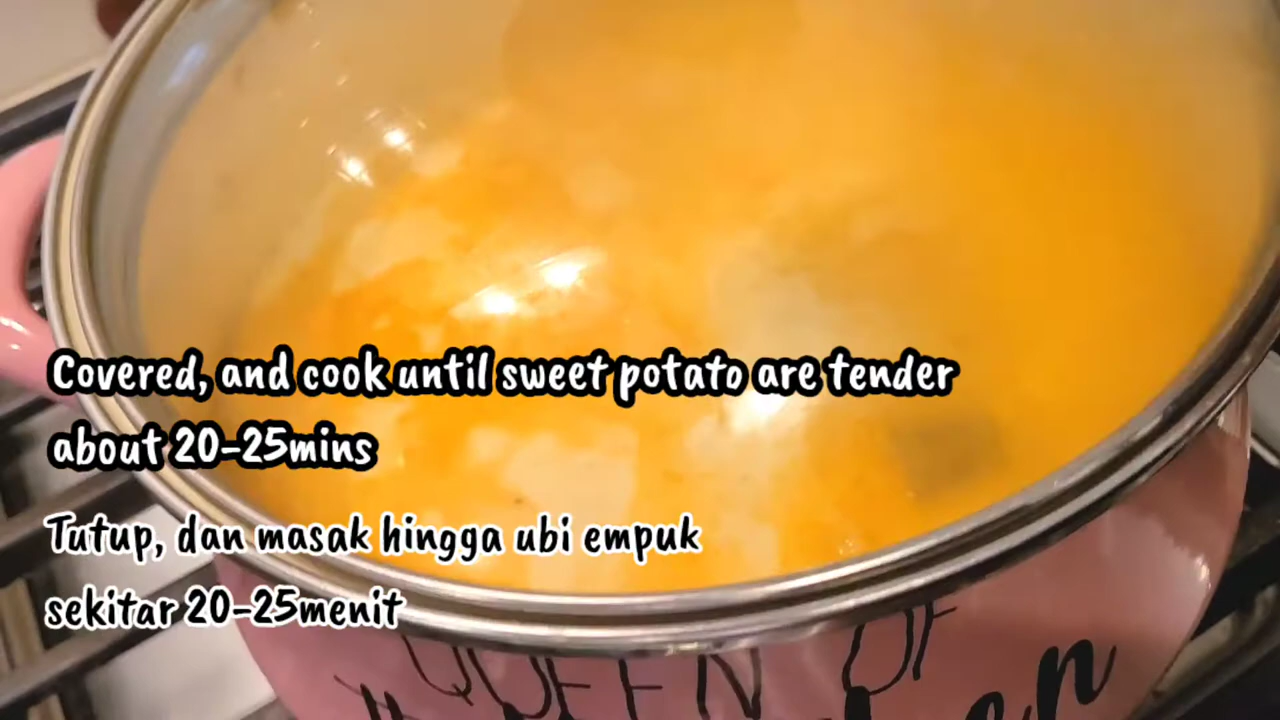 Covered, and cook until sweet potato are tender
about 20-25mins
Tutup, dan masak hingga ubi empuk
sekitar 20-25menit
QUEEN OF